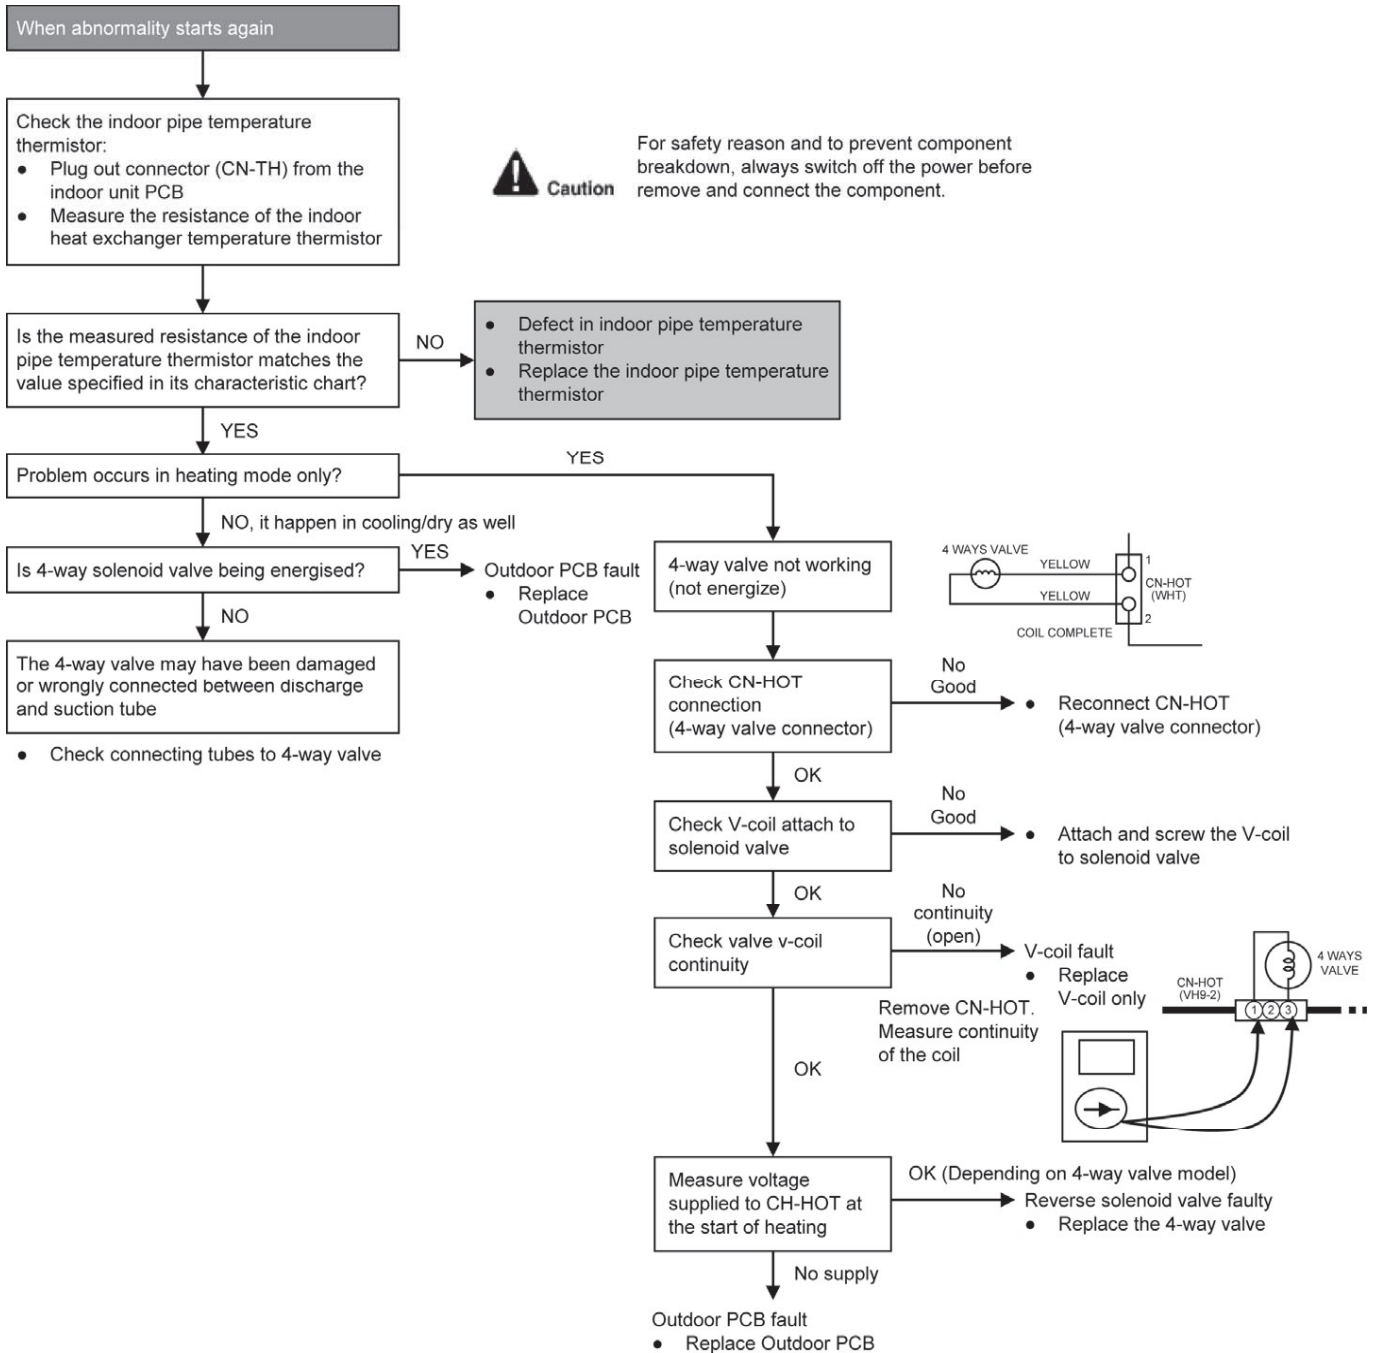 When abnormality starts again
Check the indoor pipe temperature
thermistor:
● Plug out connector (CN-TH) from the
indoor unit PCB
● Measure the resistance of the indoor
heat exchanger temperature thermistor
Caution
For safety reason and to prevent component
breakdown, always switch off the power before
remove and connect the component.
Is the measured resistance of the indoor
pipe temperature thermistor matches the
value specified in its characteristic chart?
NO
● Defect in indoor pipe temperature
thermistor
● Replace the indoor pipe temperature
thermistor
YES
Problem occurs in heating mode only?
YES
NO, it happen in cooling/dry as well
Is 4-way solenoid valve being energised?
YES
Outdoor PCB fault
● Replace
Outdoor PCB
NO
The 4-way valve may have been damaged
or wrongly connected between discharge
and suction tube
● Check connecting tubes to 4-way valve
4-way valve not working
(not energize)
4 WAYS VALVE
YELLOW
YELLOW
1
CN-HOT
(WHT)
2
COIL COMPLETE
Check CN-HOT
connection
(4-way valve connector)
No
Good
● Reconnect CN-HOT
(4-way valve connector)
OK
Check V-coil attach to
solenoid valve
No
Good
● Attach and screw the V-coil
to solenoid valve
OK
Check valve v-coil
continuity
No
continuity
(open)
V-coil fault
● Replace
V-coil only
Remove CN-HOT.
Measure continuity
of the coil
CN-HOT
(VH9-2)
4 WAYS
VALVE
1 2 3
OK
Measure voltage
supplied to CH-HOT at
the start of heating
OK (Depending on 4-way valve model)
Reverse solenoid valve faulty
● Replace the 4-way valve
No supply
Outdoor PCB fault
● Replace Outdoor PCB